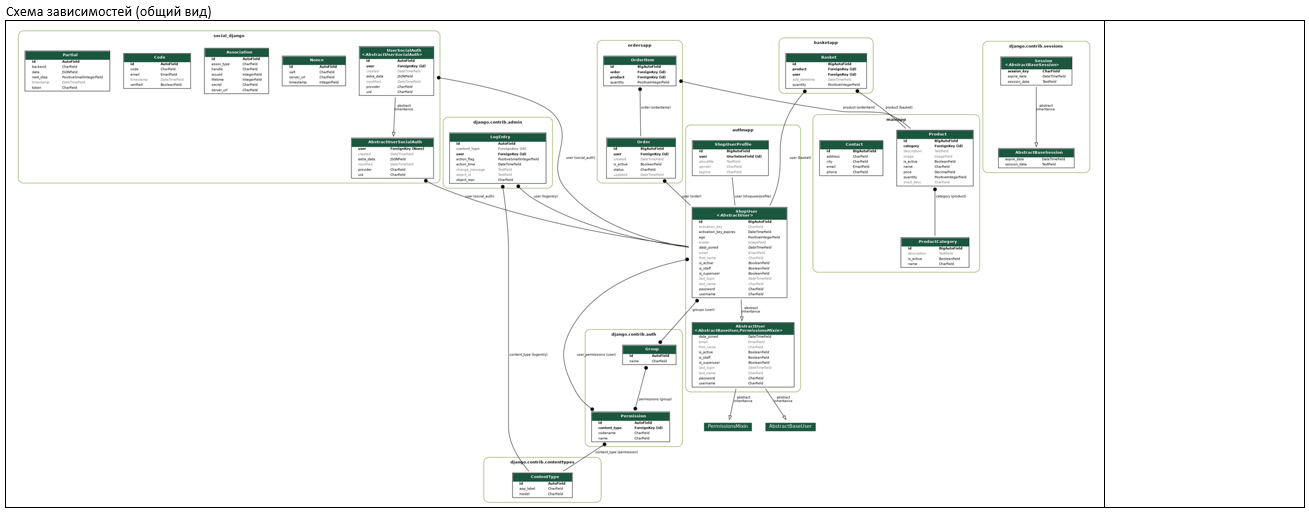 Схема зависимостей (общий вид)
social_django
Partial
id AutoField
backend CharField
data JSONField
next_step PositiveSmallIntegerField
timestamp DateTimeField
token CharField
Code
id AutoField
code CharField
email EmailField
timestamp DateTimeField
verified BooleanField
Association
id AutoField
assoc_type CharField
handle CharField
issued IntegerField
lifetime IntegerField
secret CharField
server_url CharField
Nonce
id AutoField
salt CharField
server_url CharField
timestamp IntegerField
UserSocialAuth
<AbstractUserSocialAuth>
id AutoField
user ForeignKey (id)
created DateTimeField
extra_data JSONField
modified DateTimeField
provider CharField
uid CharField
abstract
inheritance
AbstractUserSocialAuth
user ForeignKey (None)
created DateTimeField
extra_data JSONField
modified DateTimeField
provider CharField
uid CharField
django.contrib.admin
LogEntry
id AutoField
content_type ForeignKey (id)
user ForeignKey (id)
action_flag PositiveSmallIntegerField
action_time DateTimeField
change_message TextField
object_id TextField
object_repr CharField
user (social_auth)
user (social_auth)
user (logentry)
ordersapp
OrderItem
id BigAutoField
order ForeignKey (id)
product ForeignKey (id)
quantity PositiveIntegerField
order (orderitems)
Order
id BigAutoField
user ForeignKey (id)
created DateTimeField
is_active BooleanField
status CharField
updated DateTimeField
user (order)
basketapp
Basket
id BigAutoField
product ForeignKey (id)
user ForeignKey (id)
add_datetime DateTimeField
quantity PositiveIntegerField
product (orderitem)
product (basket)
user (basket)
authapp
ShopUserProfile
id BigAutoField
user OneToOneField (id)
aboutMe TextField
gender CharField
tagline CharField
user (shopuserprofile)
ShopUser
<AbstractUser>
id BigAutoField
activation_key CharField
activation_key_expires DateTimeField
age PositiveIntegerField
avatar ImageField
date_joined DateTimeField
email EmailField
first_name CharField
is_active BooleanField
is_staff BooleanField
is_superuser BooleanField
last_login DateTimeField
last_name CharField
password CharField
username CharField
abstract
inheritance
AbstractUser
<AbstractBaseUser,PermissionsMixin>
date_joined DateTimeField
email EmailField
first_name CharField
is_active BooleanField
is_staff BooleanField
is_superuser BooleanField
last_login DateTimeField
last_name CharField
password CharField
username CharField
abstract
inheritance
abstract
inheritance
PermissionsMixin
AbstractBaseUser
mainapp
Contact
id BigAutoField
address CharField
city CharField
email EmailField
phone CharField
Product
id BigAutoField
category ForeignKey (id)
description TextField
image ImageField
is_active BooleanField
name CharField
price DecimalField
quantity PositiveIntegerField
short_desc CharField
category (product)
ProductCategory
id BigAutoField
description TextField
is_active BooleanField
name CharField
django.contrib.sessions
Session
<AbstractBaseSession>
session_key CharField
expire_date DateTimeField
session_data TextField
abstract
inheritance
AbstractBaseSession
expire_date DateTimeField
session_data TextField
groups (user)
django.contrib.auth
Group
id AutoField
name CharField
user_permissions (user)
permissions (group)
Permission
id AutoField
content_type ForeignKey (id)
codename CharField
name CharField
content_type (logentry)
content_type (permission)
django.contrib.contenttypes
ContentType
id AutoField
app_label CharField
model CharField